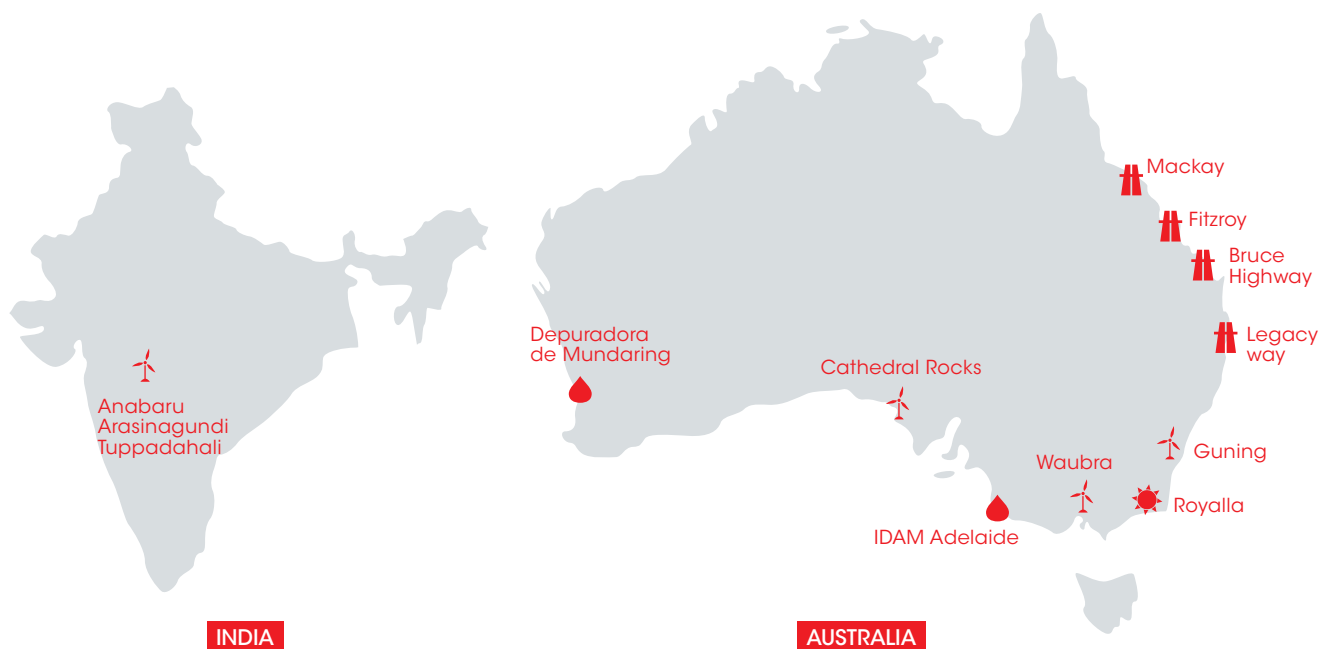 Anabaru
Arasinagundi
Tuppadahali
INDIA
Mackay
Fitzroy
Bruce
Highway
Legacy
way
Depuradora
de Mundaring
Cathedral Rocks
Guning
Waubra
Royalla
IDAM Adelaide
AUSTRALIA